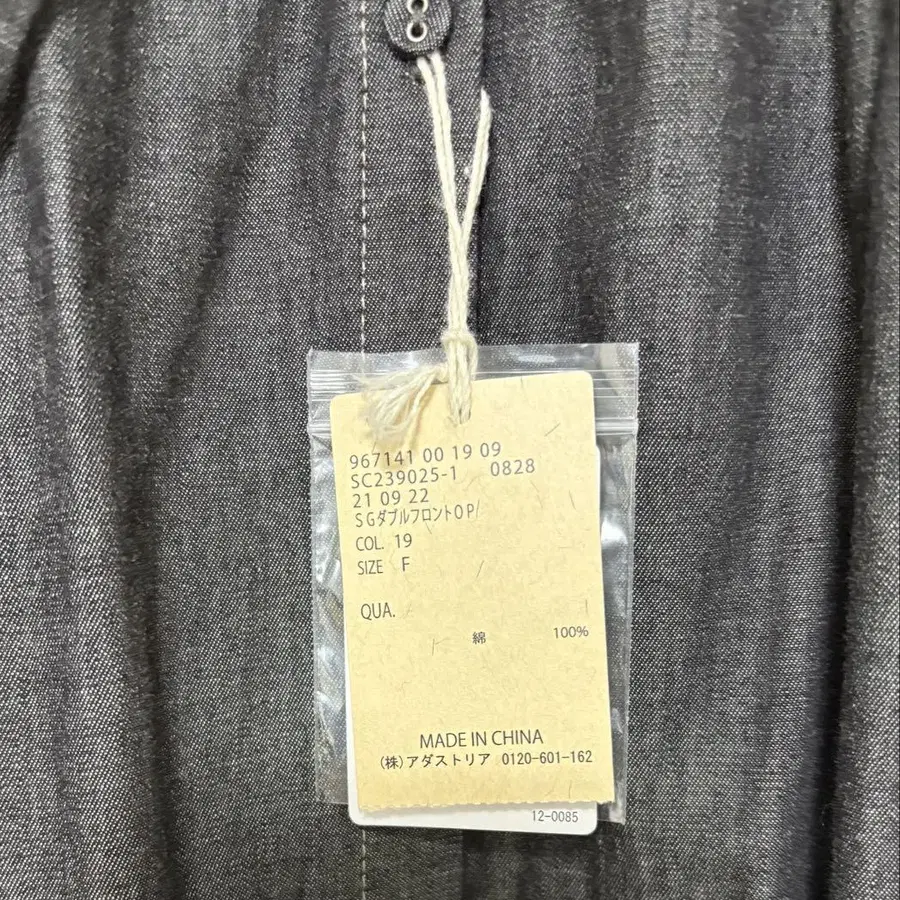 967141 00 19 09
SC239025-1 0828
21 09 22
SGダブルフロントOP/
COL. 19
SIZE F
QUA.
綿 100%
MADE IN CHINA
(株)アダストリア 0120-601-162
12-0085